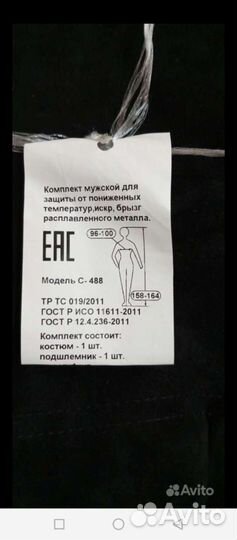 Комплект мужской для
защиты от пониженных
температур,искр, брызг
расплавленного металла.
ЕАС
96-100
Модель С- 488
158-164
ТР ТС 019/2011
ГОСТ Р ИСО 11611-2011
ГОСТ Р 12.4.236-2011
Комплект состоит:
костюм - 1 шт.
подшлемник - 1 шт.
Avito
Avito